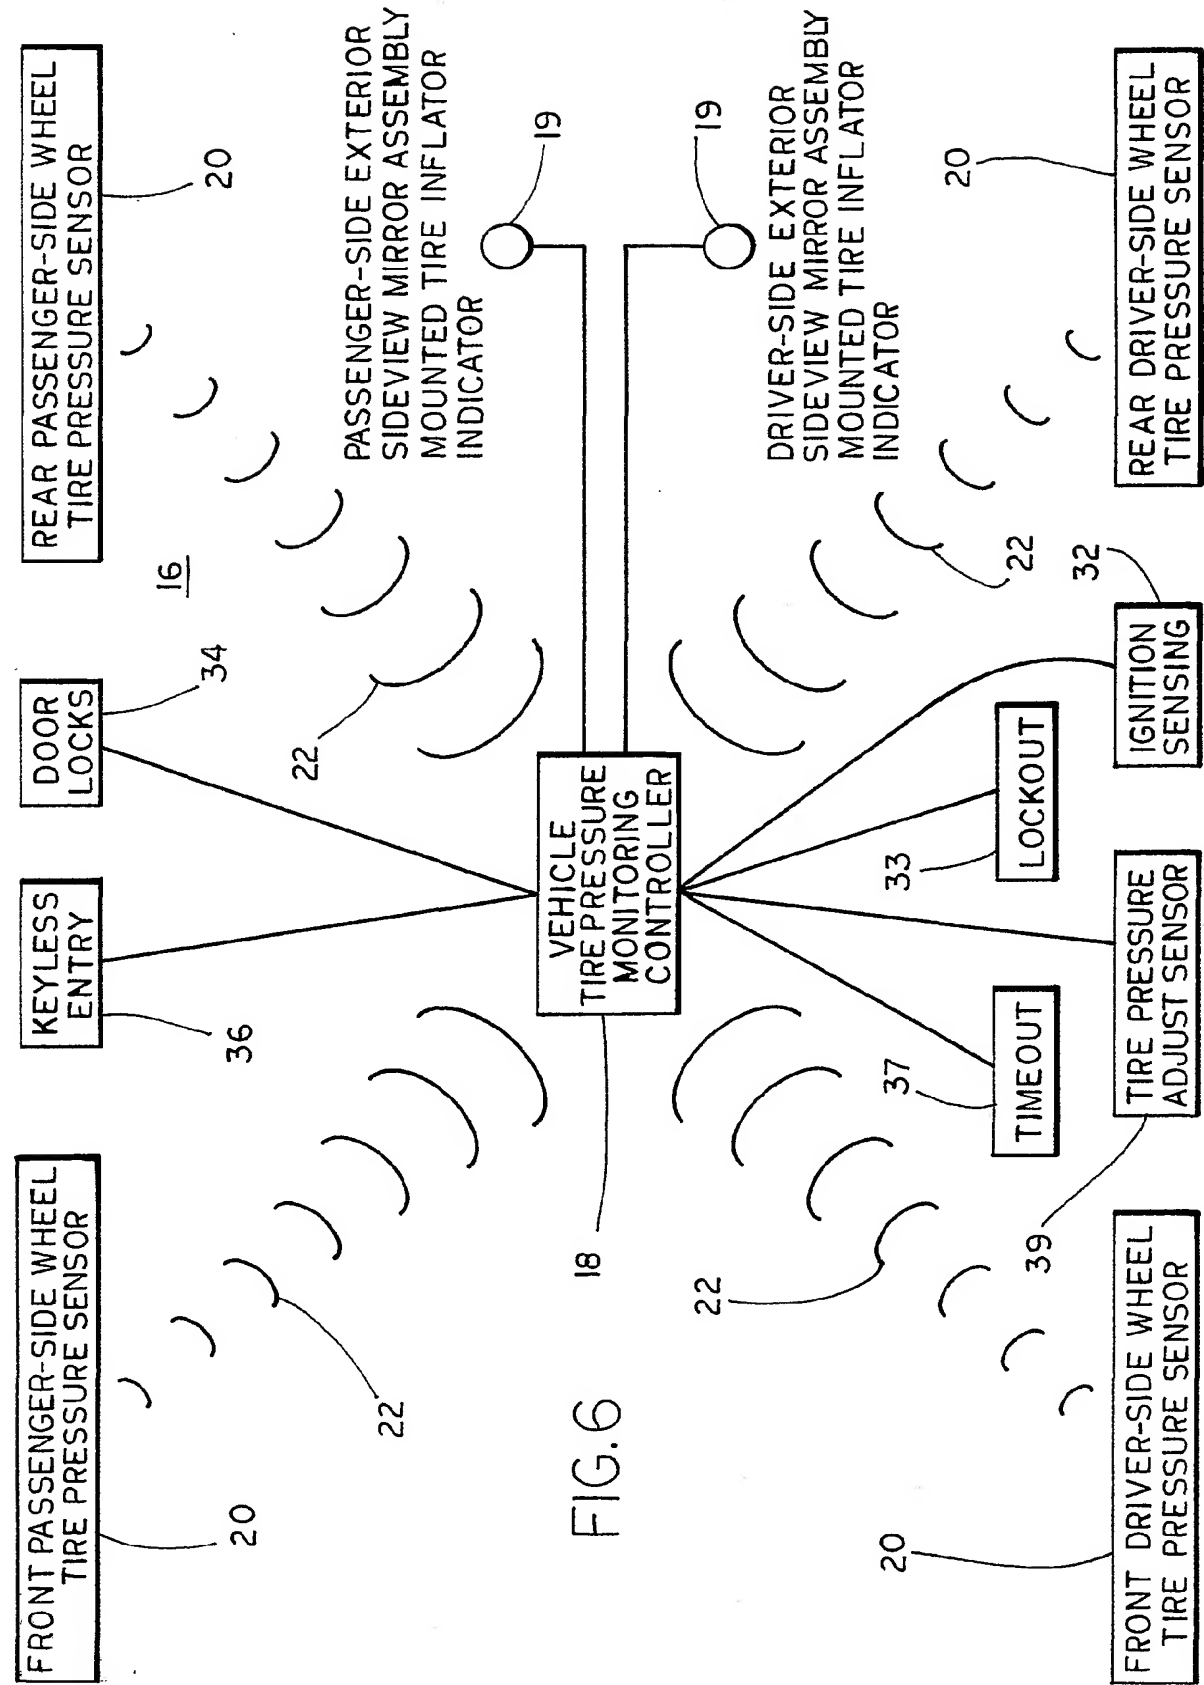 FRONT PASSENGER-SIDE WHEEL
TIRE PRESSURE SENSOR
20
KEYLESS
ENTRY
36
DOOR
LOCKS
34
REAR PASSENGER-SIDE WHEEL
TIRE PRESSURE SENSOR
20
16
22
22
PASSENGER-SIDE EXTERIOR
SIDEVIEW MIRROR ASSEMBLY
MOUNTED TIRE INFLATOR
INDICATOR
19
FIG.6
18
VEHICLE
TIRE PRESSURE
MONITORING
CONTROLLER
19
DRIVER-SIDE EXTERIOR
SIDEVIEW MIRROR ASSEMBLY
MOUNTED TIRE INFLATOR
INDICATOR
22
22
37
TIMEOUT
33
LOCKOUT
32
IGNITION
SENSING
39
TIRE PRESSURE
ADJUST SENSOR
20
FRONT DRIVER-SIDE WHEEL
TIRE PRESSURE SENSOR
20
REAR DRIVER-SIDE WHEEL
TIRE PRESSURE SENSOR